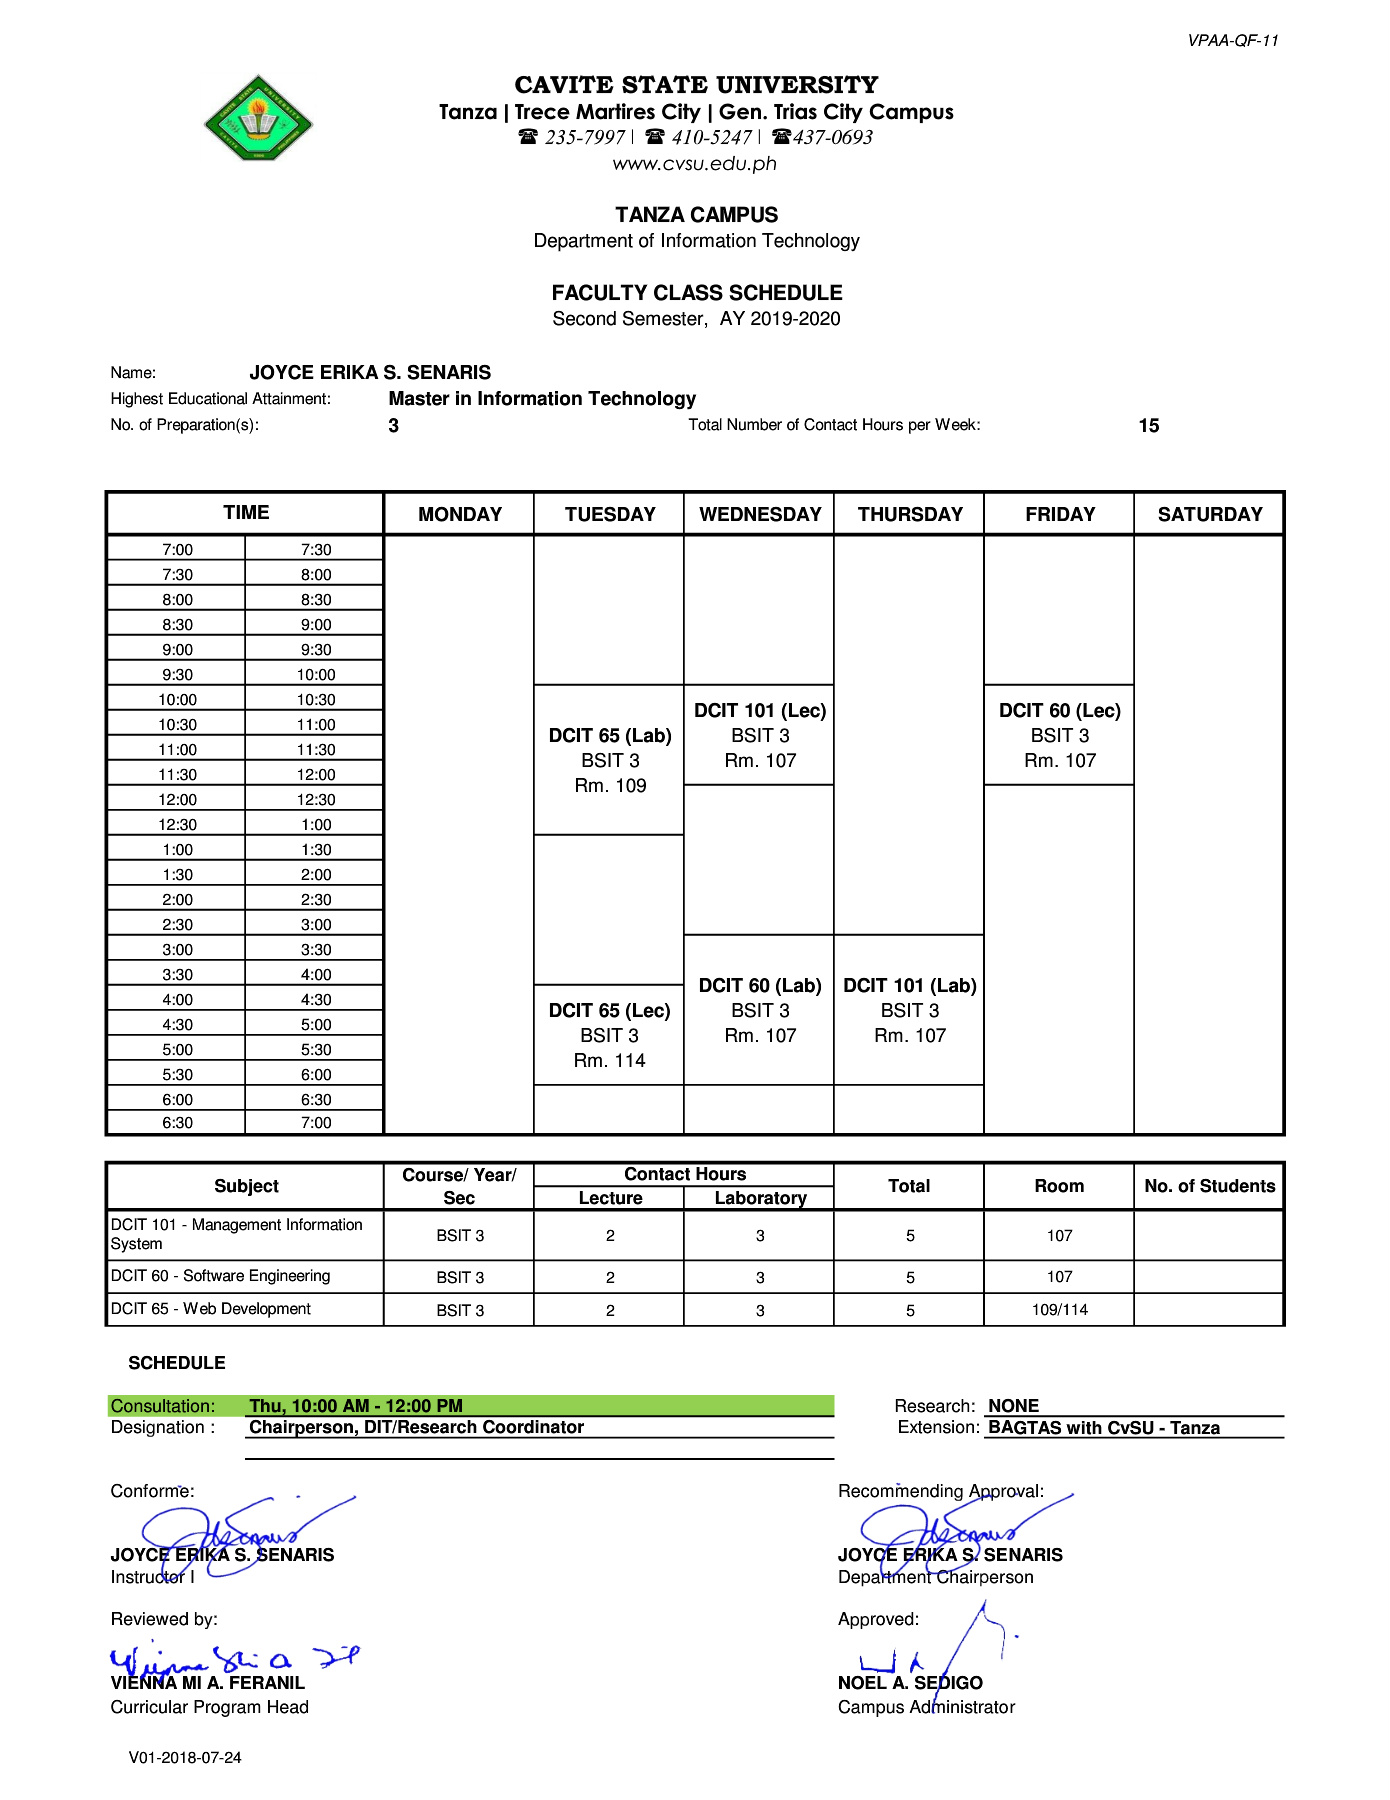 VPAA-QF-11
CAVITE STATE UNIVERSITY
Tanza | Trece Martires City | Gen. Trias City Campus
☎ 235-7997 | ☎ 410-5247 | ☎437-0693
www.cvsu.edu.ph
TANZA CAMPUS
Department of Information Technology
FACULTY CLASS SCHEDULE
Second Semester, AY 2019-2020
Name: JOYCE ERIKA S. SENARIS
Highest Educational Attainment: Master in Information Technology
No. of Preparation(s): 3 Total Number of Contact Hours per Week: 15
TIME MONDAY TUESDAY WEDNESDAY THURSDAY FRIDAY SATURDAY
7:00 7:30
7:30 8:00
8:00 8:30
8:30 9:00
9:00 9:30
9:30 10:00
10:00 10:30
10:30 11:00
11:00 11:30
11:30 12:00
12:00 12:30
12:30 1:00
1:00 1:30
1:30 2:00
2:00 2:30
2:30 3:00
3:00 3:30
3:30 4:00
4:00 4:30
4:30 5:00
5:00 5:30
5:30 6:00
6:00 6:30
6:30 7:00
DCIT 65 (Lab)
BSIT 3
Rm. 109
DCIT 65 (Lec)
BSIT 3
Rm. 114
DCIT 101 (Lec)
BSIT 3
Rm. 107
DCIT 60 (Lab)
BSIT 3
Rm. 107
DCIT 101 (Lab)
BSIT 3
Rm. 107
DCIT 60 (Lec)
BSIT 3
Rm. 107
Subject Course/ Year/ Sec Contact Hours Total Room No. of Students
Lecture Laboratory
DCIT 101 - Management Information
System BSIT 3 2 3 5 107
DCIT 60 - Software Engineering BSIT 3 2 3 5 107
DCIT 65 - Web Development BSIT 3 2 3 5 109/114
SCHEDULE
Consultation: Thu, 10:00 AM - 12:00 PM Research: NONE
Designation : Chairperson, DIT/Research Coordinator Extension: BAGTAS with CvSU - Tanza
Conforme: Recommending Approval:
JOYCE ERIKA S. SENARIS JOYCE ERIKA S. SENARIS
Instructor I Department Chairperson
Reviewed by: Approved:
VIENNA MI A. FERANIL NOEL A. SEDIGO
Curricular Program Head Campus Administrator
V01-2018-07-24